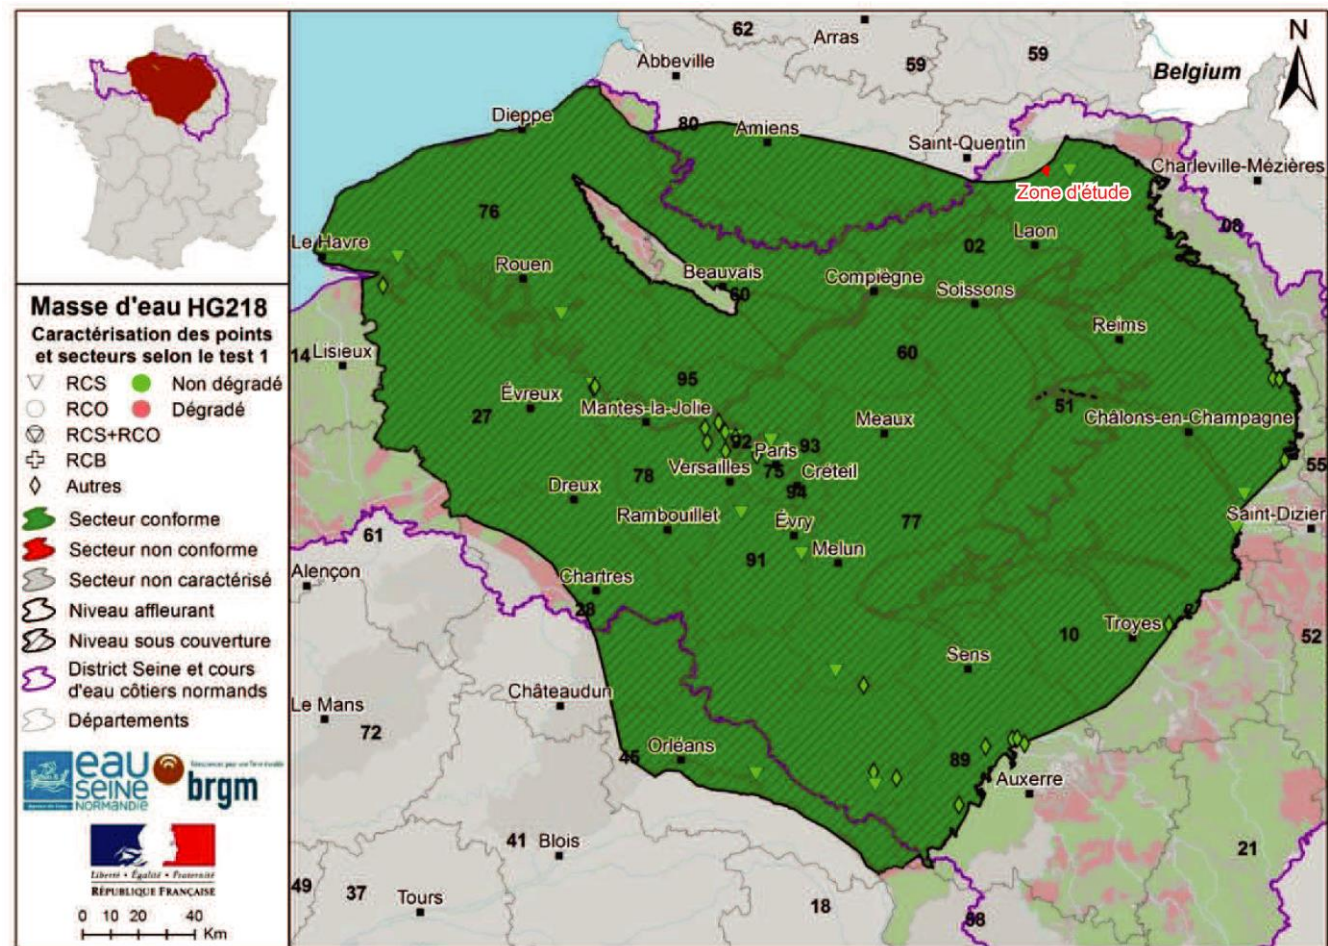 Masse d'eau HG218
Caractérisation des points
et secteurs selon le test 1
RCS
Non dégradé
RCO
Dégradé
RCS+RCO
RCB
Autres
Secteur conforme
Secteur non conforme
Secteur non caractérisé
Niveau affleurant
Niveau sous couverture
District Seine et cours
d'eau côtiers normands
Départements
eau
SEINE
NORMANDIE
brgm
Liberté • Égalité • Fraternité
RÉPUBLIQUE FRANÇAISE
0 10 20 40
Km
N
62
Arras
59
59
Belgium
Abbeville
Dieppe
80
Amiens
Saint-Quentin
Charleville-Mézières
Zone d'étude
76
02
Laon
08
Le Havre
Rouen
Beauvais
60
Compiègne
Soissons
Reims
14
Lisieux
60
95
Évreux
Mantes-la-Jolie
27
51
Meaux
Châlons-en-Champagne
92
93
Paris
75
Versailles
78
Créteil
94
55
Dreux
Rambouillet
Évry
77
Saint-Dizier
61
91
Melun
Alençon
Chartres
28
10
Troyes
52
Sens
Châteaudun
Le Mans
72
45
Orléans
89
Auxerre
41
Blois
21
49
37
Tours
18
58